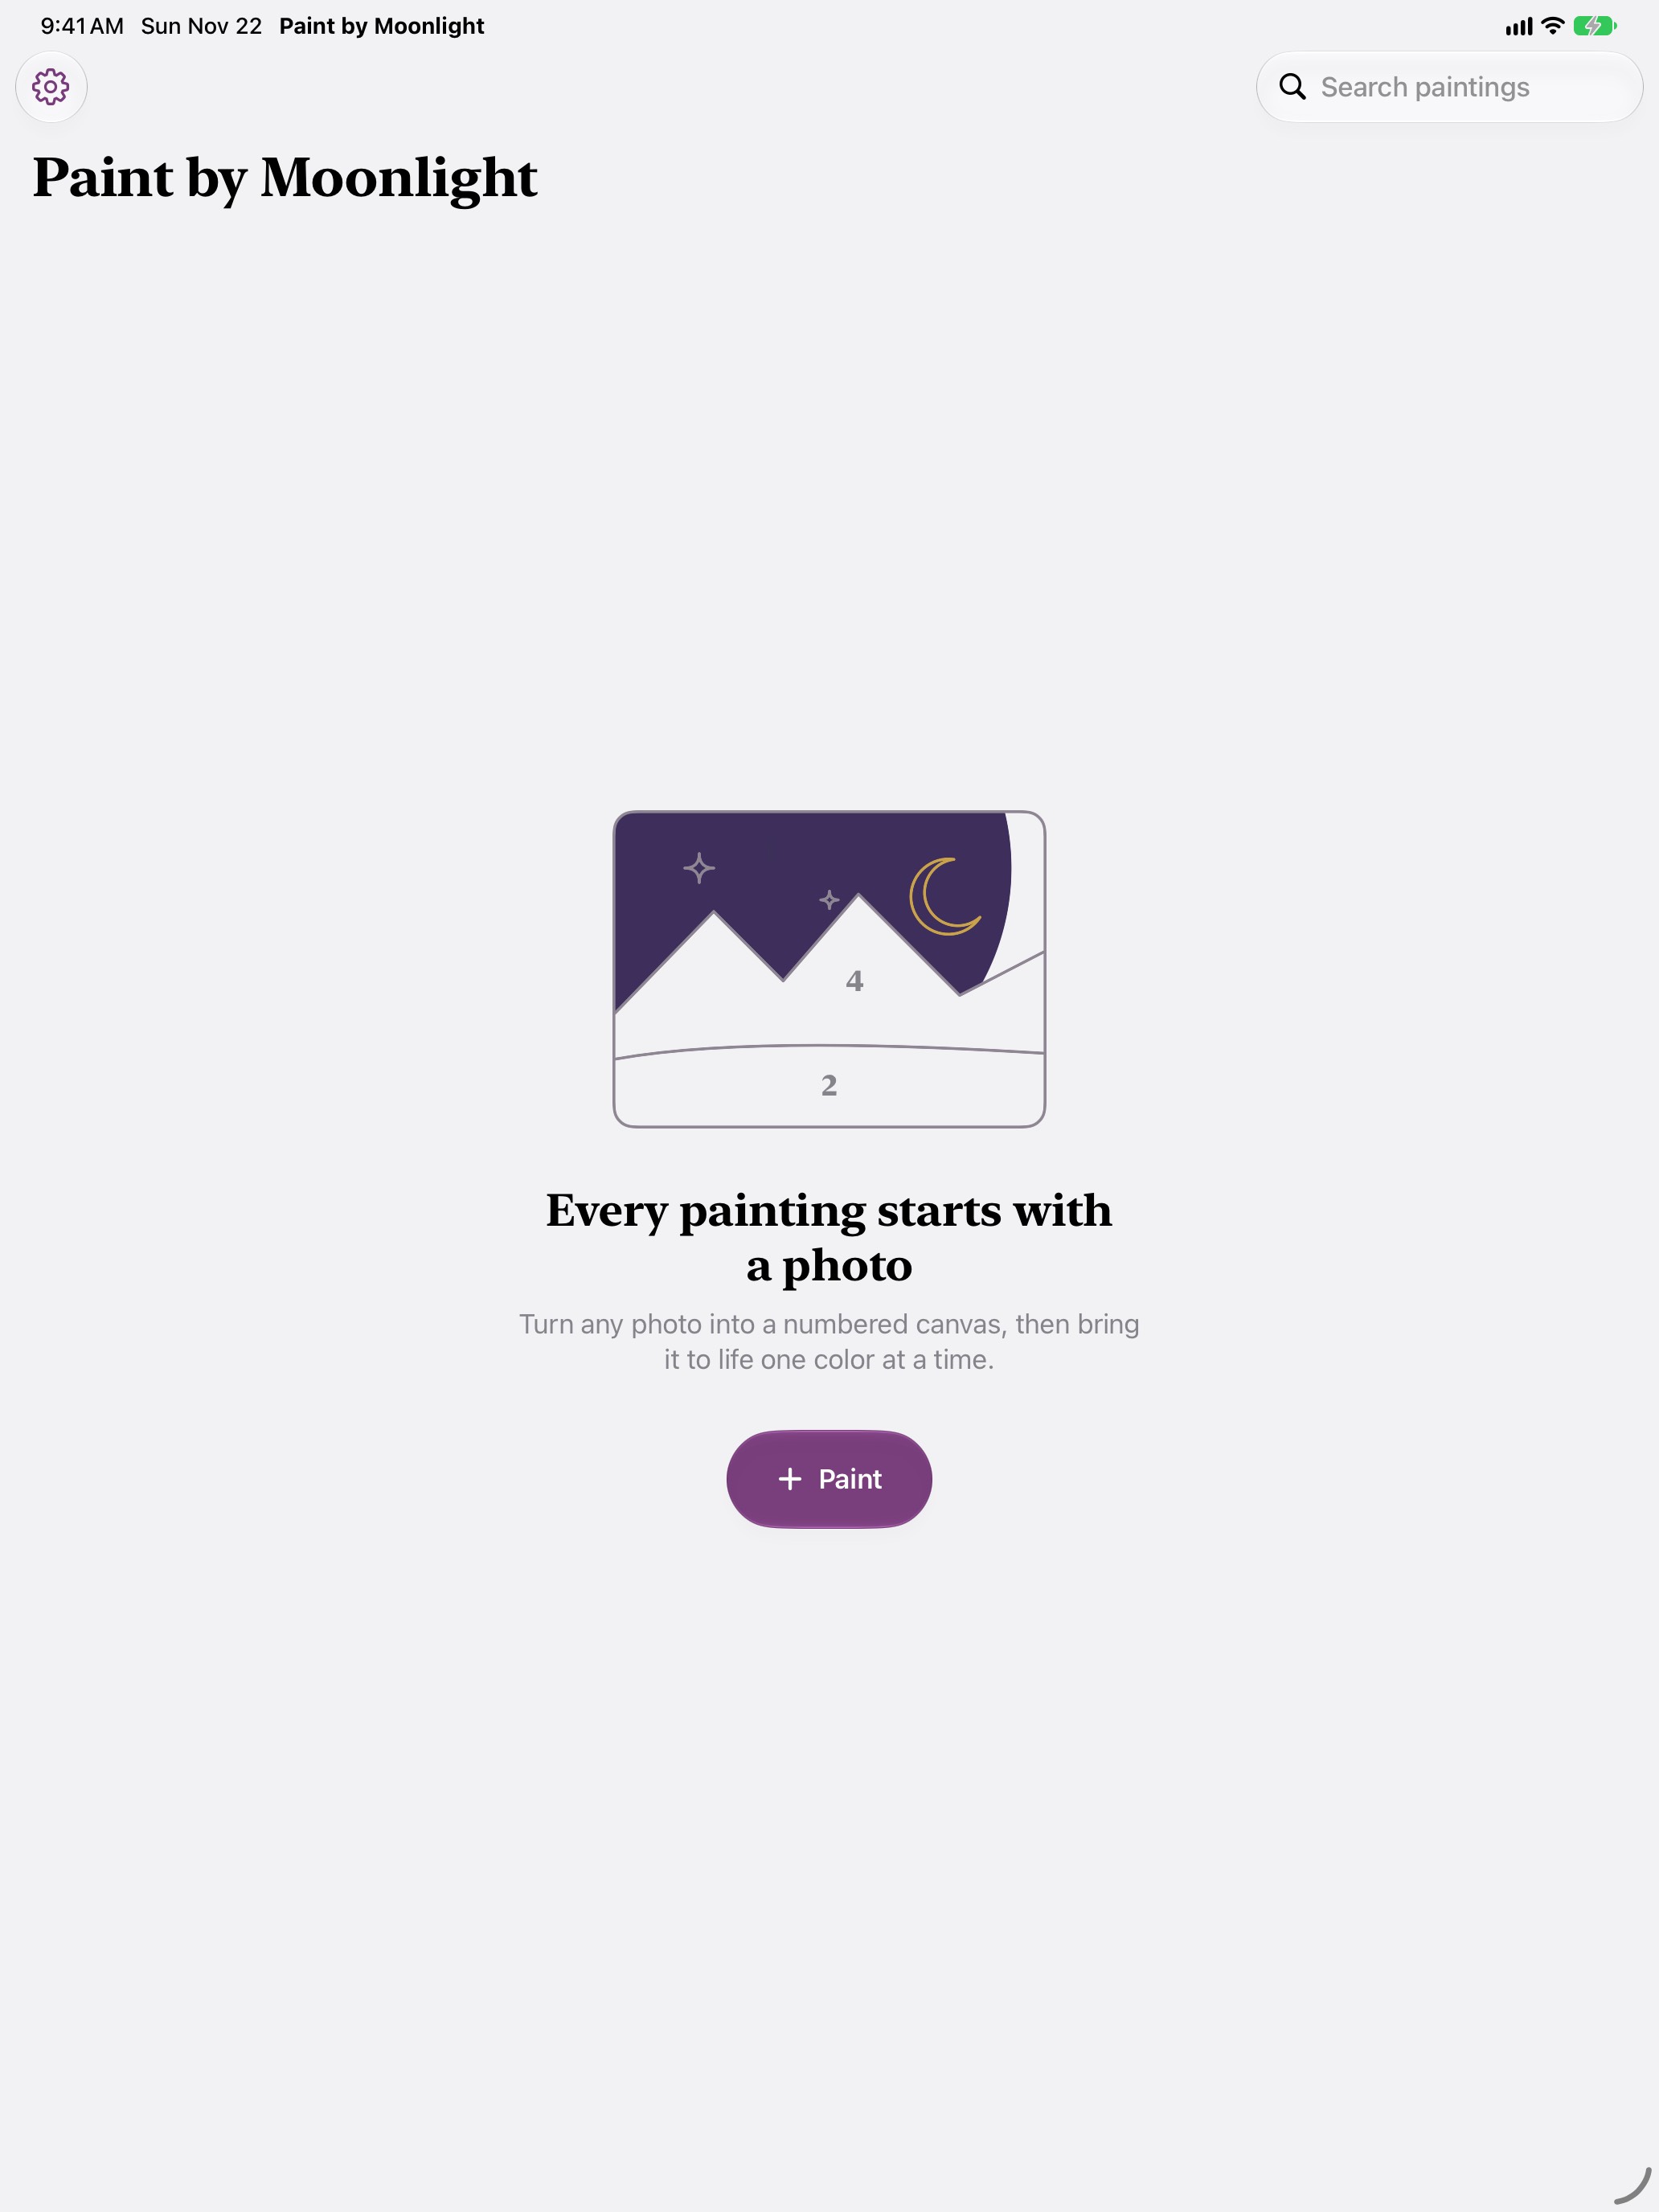 9:41 AM Sun Nov 22 Paint by Moonlight
Search paintings
Paint by Moonlight
4
2
Every painting starts with
a photo
Turn any photo into a numbered canvas, then bring
it to life one color at a time.
+ Paint